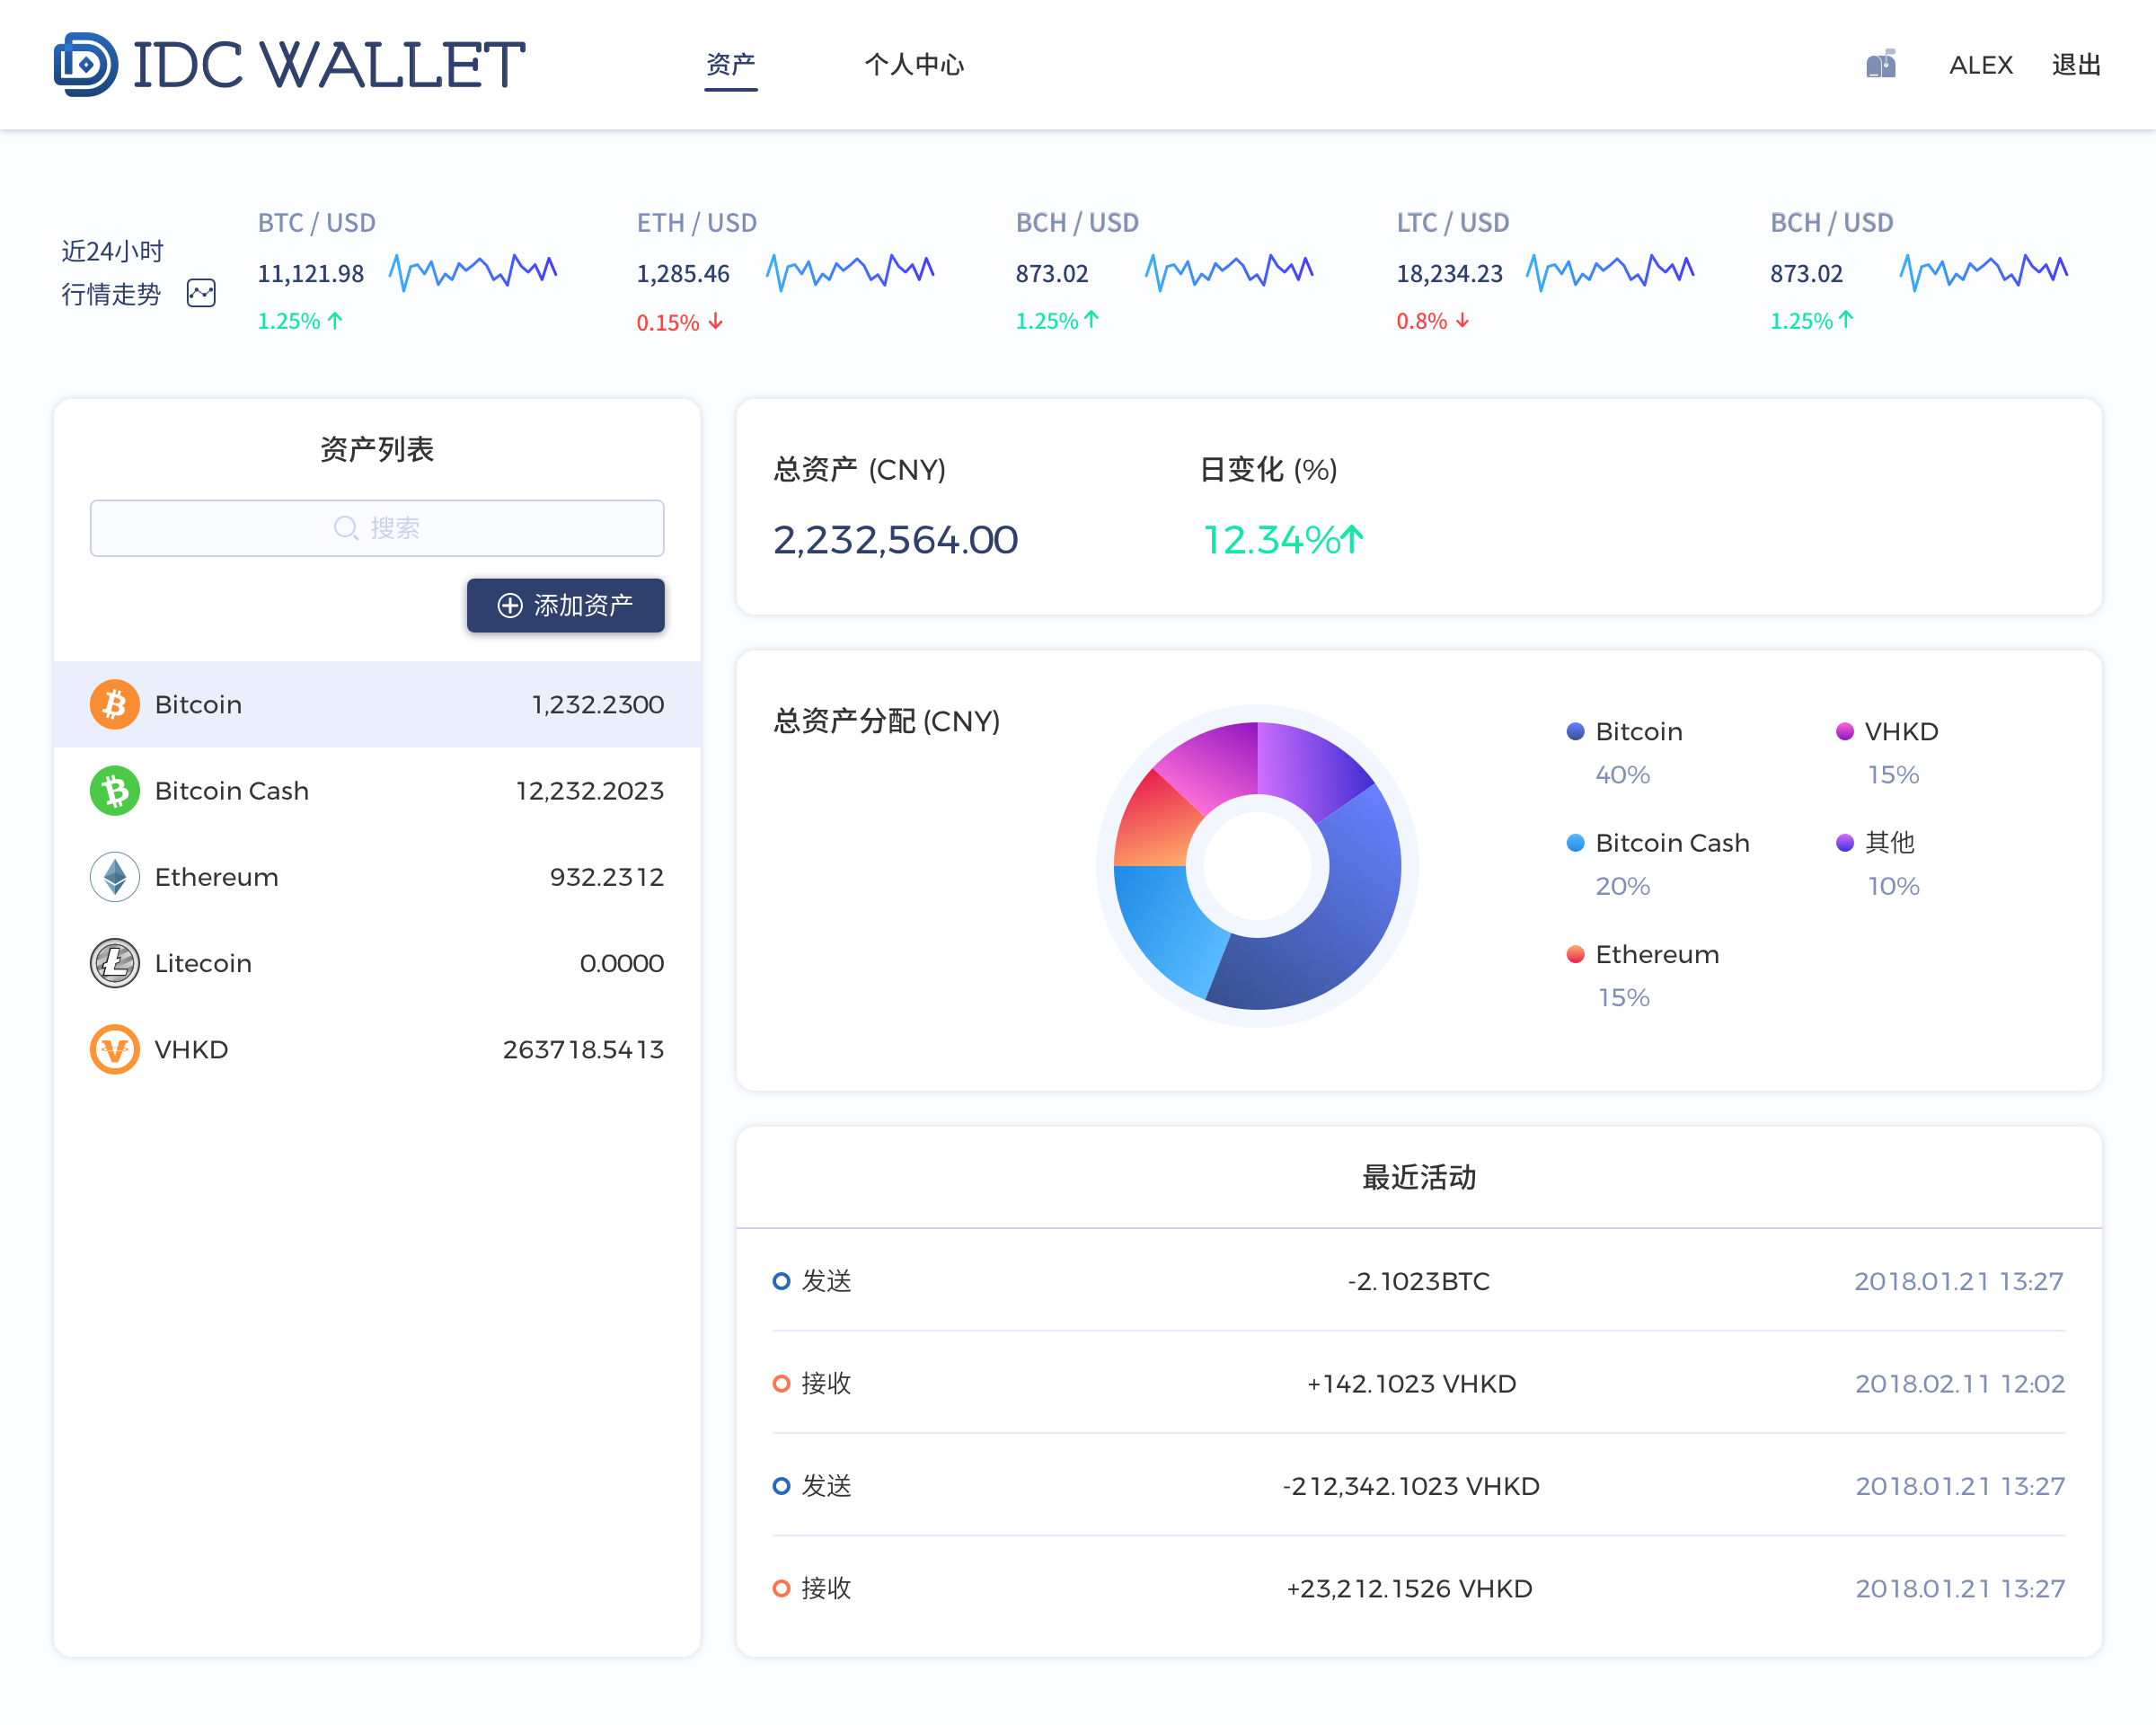 IDC WALLET
资产
个人中心
ALEX
退出
近24小时
行情走势
BTC / USD
11,121.98
1.25%
ETH / USD
1,285.46
0.15%
BCH / USD
873.02
1.25%
LTC / USD
18,234.23
0.8%
BCH / USD
873.02
1.25%
资产列表
搜索
添加资产
Bitcoin 1,232.2300
Bitcoin Cash 12,232.2023
Ethereum 932.2312
Litecoin 0.0000
VHKD 263718.5413
总资产 (CNY)
2,232,564.00
日变化 (%)
12.34%
总资产分配 (CNY)
Bitcoin
40%
Bitcoin Cash
20%
Ethereum
15%
VHKD
15%
其他
10%
最近活动
发送 -2.1023BTC 2018.01.21 13:27
接收 +142.1023 VHKD 2018.02.11 12:02
发送 -212,342.1023 VHKD 2018.01.21 13:27
接收 +23,212.1526 VHKD 2018.01.21 13:27